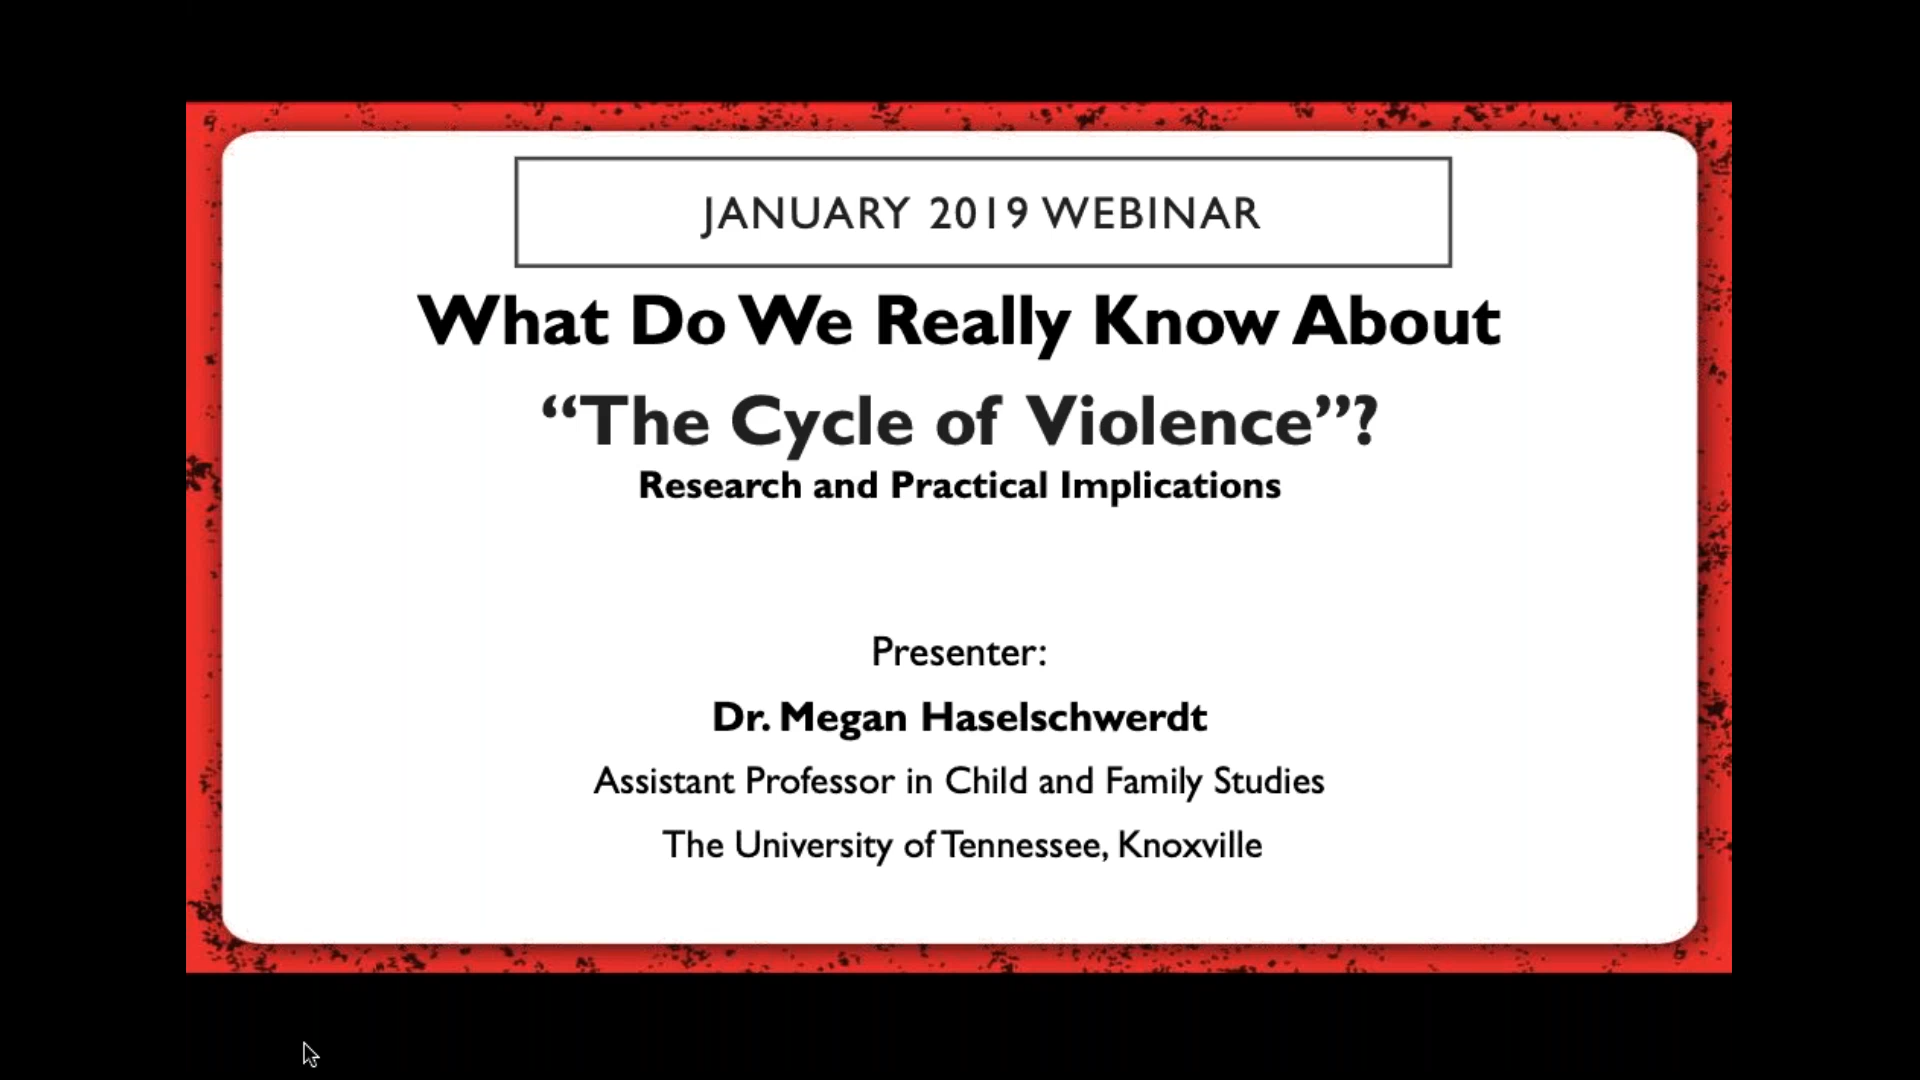 JANUARY 2019 WEBINAR
What Do We Really Know About
“The Cycle of Violence”?
Research and Practical Implications
Presenter:
Dr. Megan Haselschwerdt
Assistant Professor in Child and Family Studies
The University of Tennessee, Knoxville